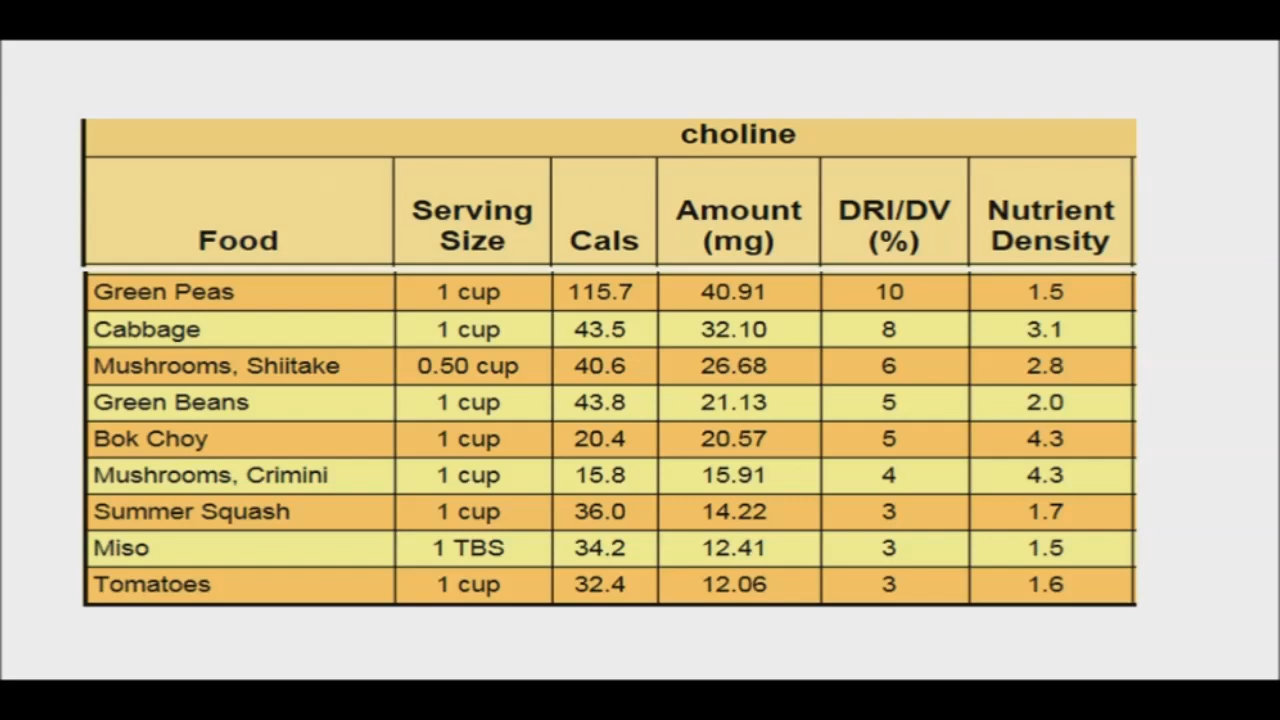 choline
Food Serving Size Cals Amount (mg) DRI/DV (%) Nutrient Density
Green Peas 1 cup 115.7 40.91 10 1.5
Cabbage 1 cup 43.5 32.10 8 3.1
Mushrooms, Shiitake 0.50 cup 40.6 26.68 6 2.8
Green Beans 1 cup 43.8 21.13 5 2.0
Bok Choy 1 cup 20.4 20.57 5 4.3
Mushrooms, Crimini 1 cup 15.8 15.91 4 4.3
Summer Squash 1 cup 36.0 14.22 3 1.7
Miso 1 TBS 34.2 12.41 3 1.5
Tomatoes 1 cup 32.4 12.06 3 1.6